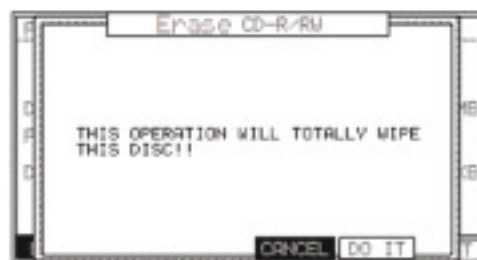 Erase CD-R/RW
THIS OPERATION WILL TOTALLY WIPE
THIS DISC!!
CANCEL DO IT